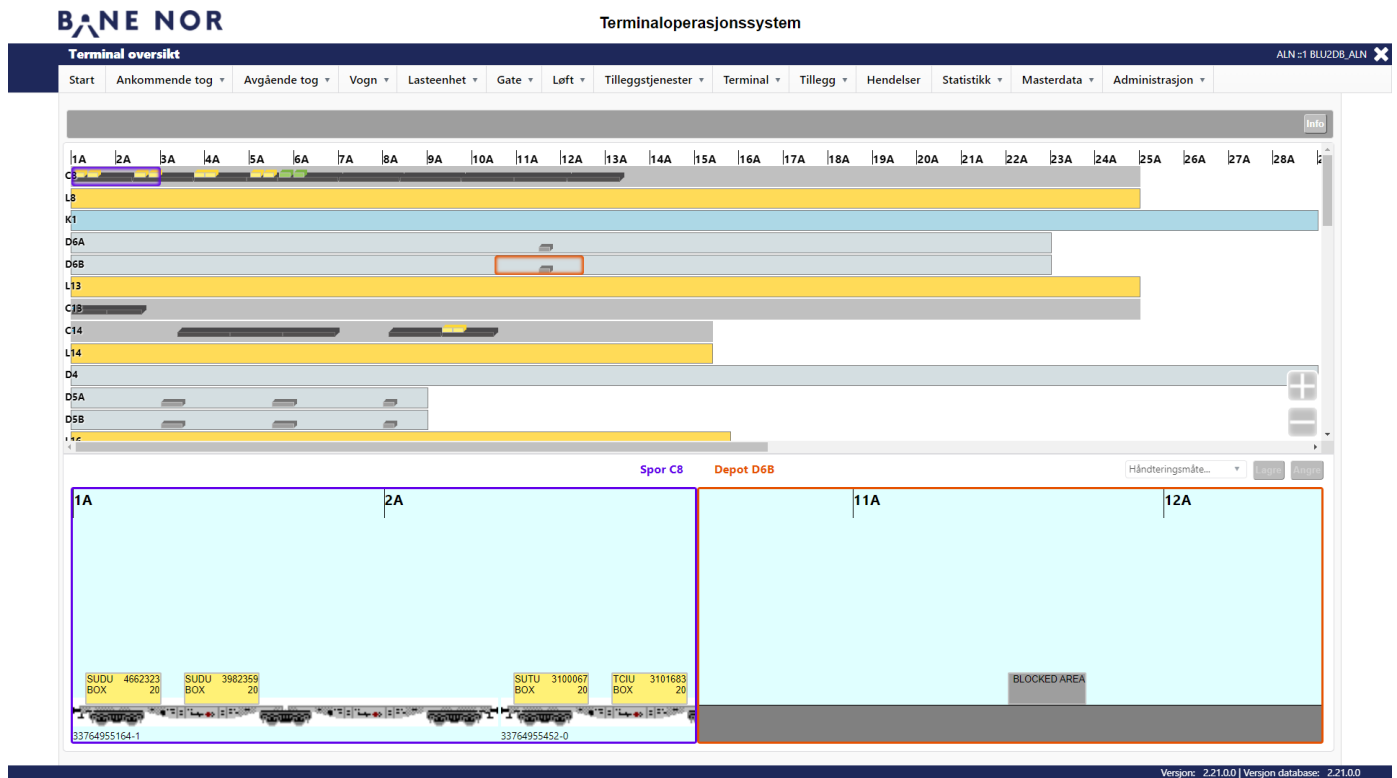 BANE NOR
Terminaloperasjonssystem
Terminal oversikt
ALN ::1 BLU2DB_ALN
Start Ankommende tog Avgående tog Vogn Lasteenhet Gate Løft Tilleggstjenester Terminal Tillegg Hendelser Statistikk Masterdata Administrasjon
Info
1A 2A 3A 4A 5A 6A 7A 8A 9A 10A 11A 12A 13A 14A 15A 16A 17A 18A 19A 20A 21A 22A 23A 24A 25A 26A 27A 28A
C8
L8
K1
D6A
D6B
L13
C13
C14
L14
D4
D5A
D5B
L16
Spor C8 Depot D6B Håndteringsmåte... Lagre Angre
1A 2A 11A 12A
SUDU 4662323 SUDU 3982359 SUTU 3100067 TCIU 3101683 BLOCKED AREA
BOX 20 BOX 20 BOX 20 BOX 20
33764955164-1 33764955452-0
Versjon: 2.21.0.0 | Versjon database: 2.21.0.0